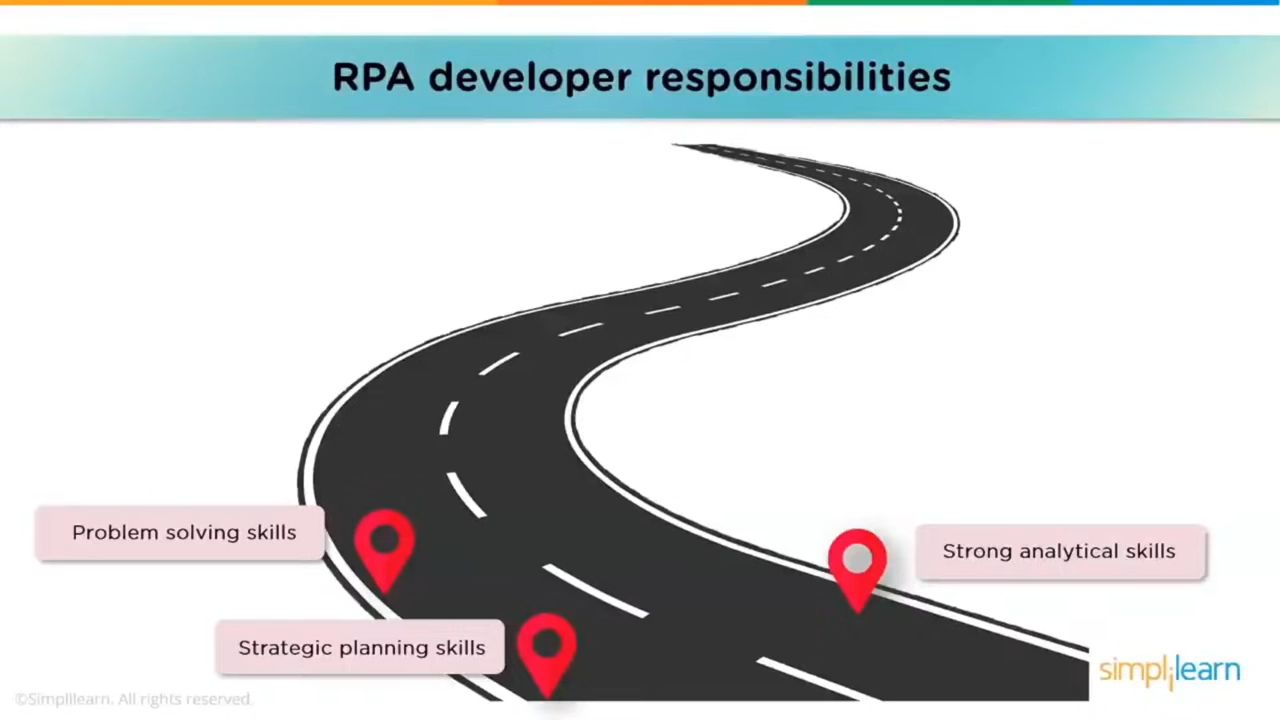 RPA developer responsibilities
Problem solving skills
Strong analytical skills
Strategic planning skills
simplilearn
©Simplilearn. All rights reserved.